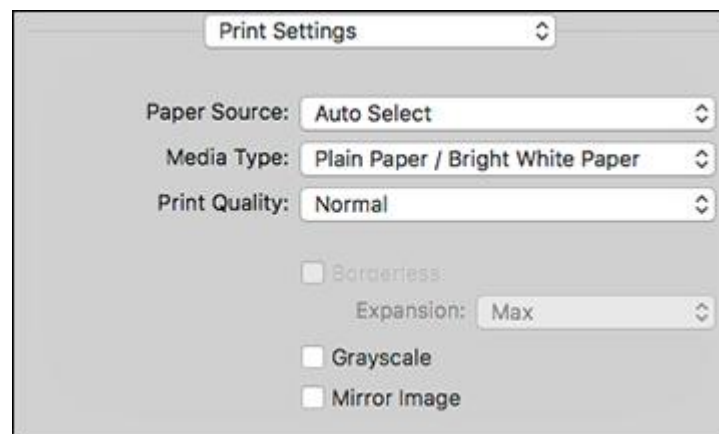 Print Settings
Paper Source: Auto Select
Media Type: Plain Paper / Bright White Paper
Print Quality: Normal
Borderless
Expansion: Max
Grayscale
Mirror Image